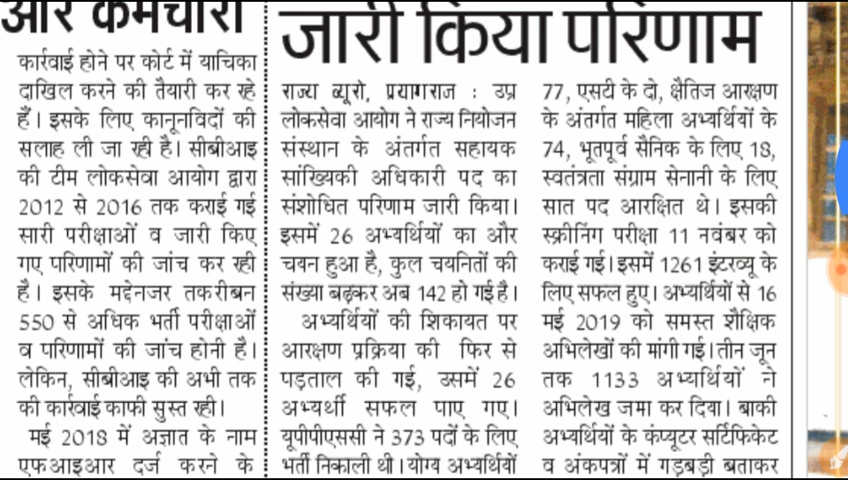 और कर्मचारी
कार्रवाई होने पर कोर्ट में याचिका
दाखिल करने की तैयारी कर रहे
हैं। इसके लिए कानूनविदों की
सलाह ली जा रही है। सीबीआइ
की टीम लोकसेवा आयोग द्वारा
2012 से 2016 तक कराई गई
सारी परीक्षाओं व जारी किए
गए परिणामों की जांच कर रही
है। इसके मद्देनजर तकरीबन
550 से अधिक भर्ती परीक्षाओं
व परिणामों की जांच होनी है।
लेकिन, सीबीआइ की अभी तक
की कार्रवाई काफी सुस्त रही।
मई 2018 में अज्ञात के नाम
एफआइआर दर्ज करने के
जारी किया परिणाम
राज्य ब्यूरो, प्रयागराज : उप्र
लोकसेवा आयोग ने राज्य नियोजन
संस्थान के अंतर्गत सहायक
सांख्यिकी अधिकारी पद का
संशोधित परिणाम जारी किया।
इसमें 26 अभ्यर्थियों का और
चयन हुआ है, कुल चयनितों की
संख्या बढ़कर अब 142 हो गई है।
अभ्यर्थियों की शिकायत पर
आरक्षण प्रक्रिया की फिर से
पड़ताल की गई, उसमें 26
अभ्यर्थी सफल पाए गए।
यूपीपीएससी ने 373 पदों के लिए
भर्ती निकाली थी। योग्य अभ्यर्थियों
77, एसटी के दो, क्षैतिज आरक्षण
के अंतर्गत महिला अभ्यर्थियों के
74, भूतपूर्व सैनिक के लिए 18,
स्वतंत्रता संग्राम सेनानी के लिए
सात पद आरक्षित थे। इसकी
स्क्रीनिंग परीक्षा 11 नवंबर को
कराई गई। इसमें 1261 इंटरव्यू के
लिए सफल हुए। अभ्यर्थियों से 16
मई 2019 को समस्त शैक्षिक
अभिलेखों की मांगी गई। तीन जून
तक 1133 अभ्यर्थियों ने
अभिलेख जमा कर दिया। बाकी
अभ्यर्थियों के कंप्यूटर सर्टिफिकेट
व अंकपत्रों में गड़बड़ी बताकर